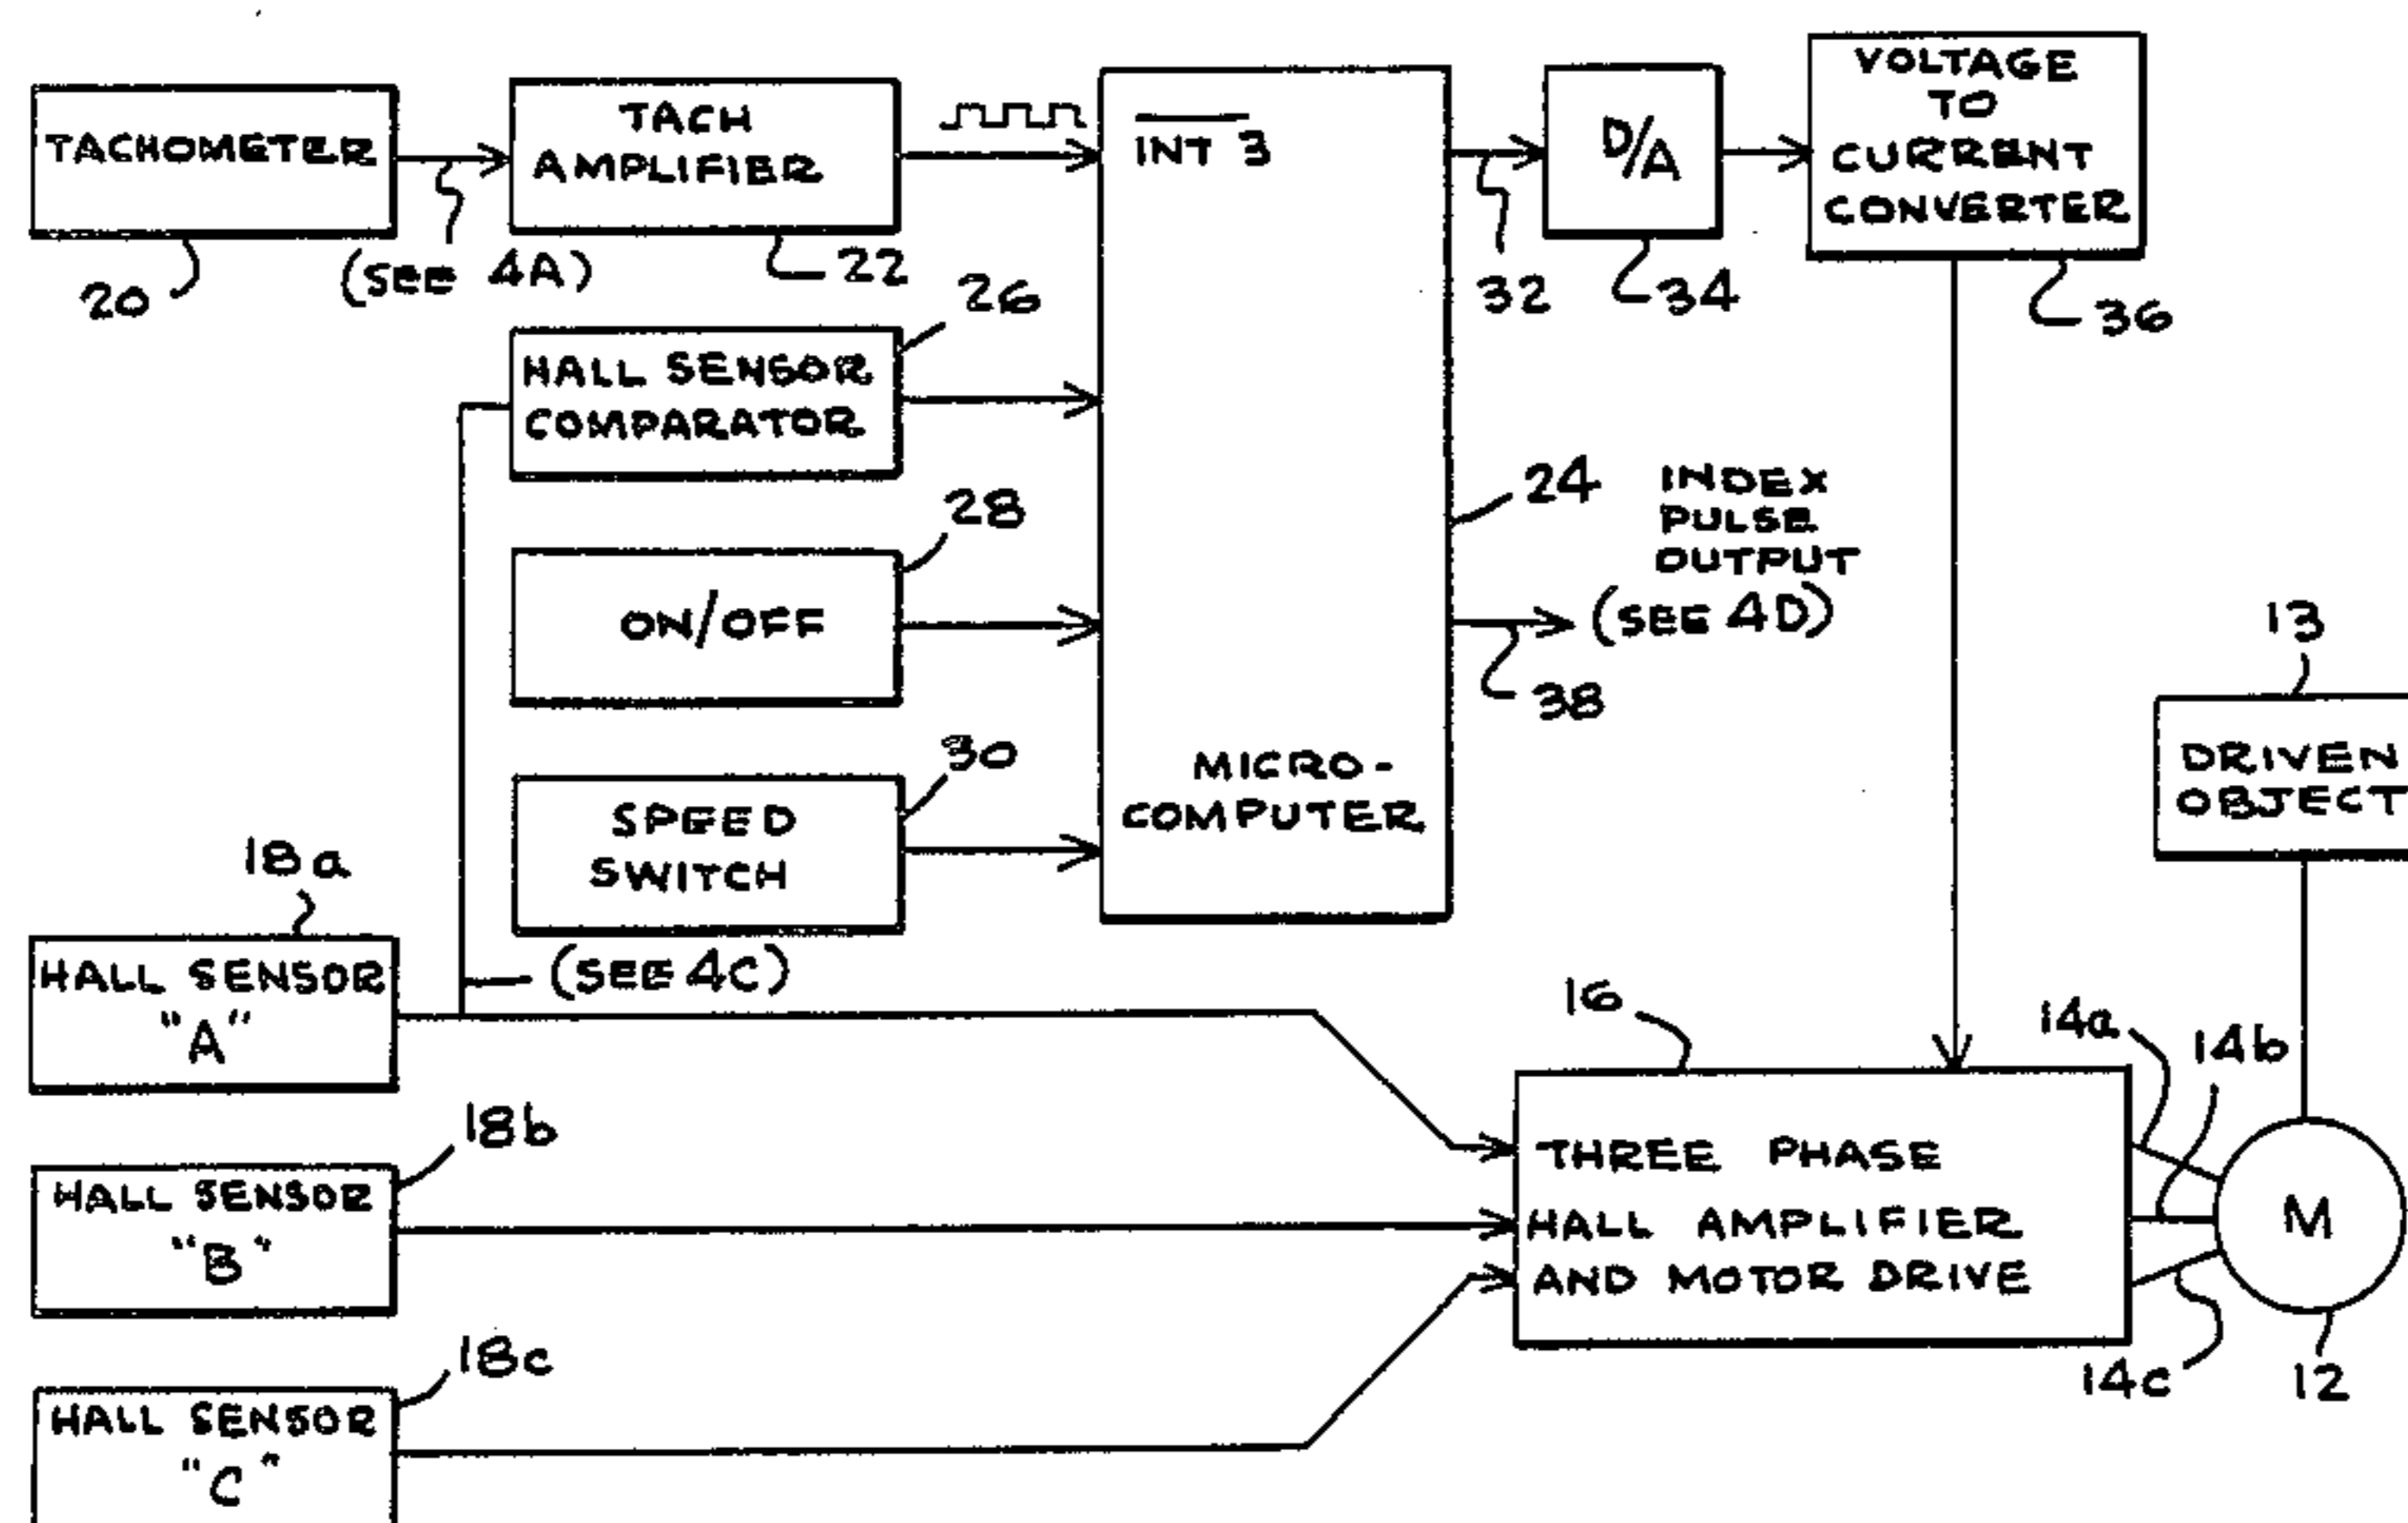 TACHOMETER
20
(SEE 4A)
TACH
AMPLIFIER
22
INT 3
32
D/A
34
VOLTAGE
TO
CURRENT
CONVERTER
36
HALL SENSOR
COMPARATOR
26
ON/OFF
28
SPEED
SWITCH
30
MICRO-
COMPUTER
24
INDEX
PULSE
OUTPUT
(SEE 4D)
38
13
DRIVEN
OBJECT
18a
HALL SENSOR
"A"
(SEE 4C)
18b
HALL SENSOR
"B"
18c
HALL SENSOR
"C"
16
THREE PHASE
HALL AMPLIFIER
AND MOTOR DRIVE
14a
14b
14c
M
12